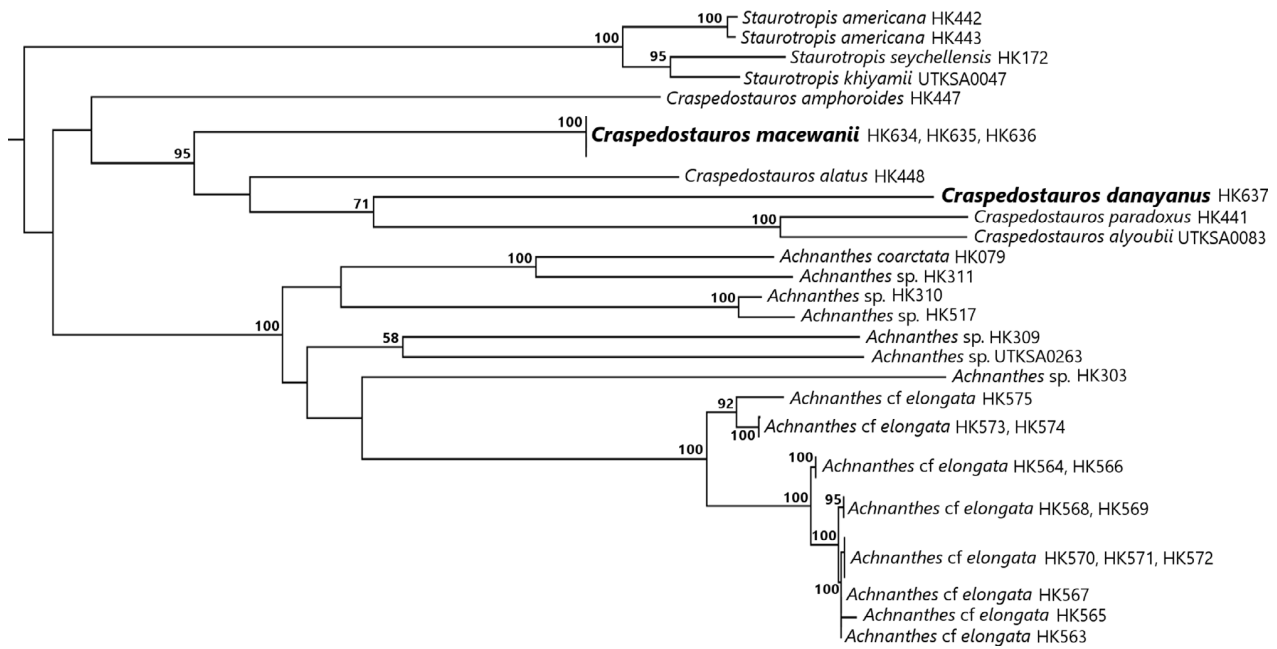 100
Staurotropis americana HK442
100
Staurotropis americana HK443
95
Staurotropis seychellensis HK172
Staurotropis khiyamii UTKSA0047
Craspedostauros amphoroides HK447
100
Craspedostauros macewanii HK634, HK635, HK636
95
Craspedostauros alatus HK448
71
Craspedostauros danayanus HK637
100
Craspedostauros paradoxus HK441
Craspedostauros alyoubii UTKSA0083
100
Achnanthes coarctata HK079
Achnanthes sp. HK311
100
Achnanthes sp. HK310
Achnanthes sp. HK517
100
58
Achnanthes sp. HK309
Achnanthes sp. UTKSA0263
Achnanthes sp. HK303
92
Achnanthes cf elongata HK575
100
Achnanthes cf elongata HK573, HK574
100
100
Achnanthes cf elongata HK564, HK566
100
95
Achnanthes cf elongata HK568, HK569
100
Achnanthes cf elongata HK570, HK571, HK572
100
Achnanthes cf elongata HK567
Achnanthes cf elongata HK565
Achnanthes cf elongata HK563